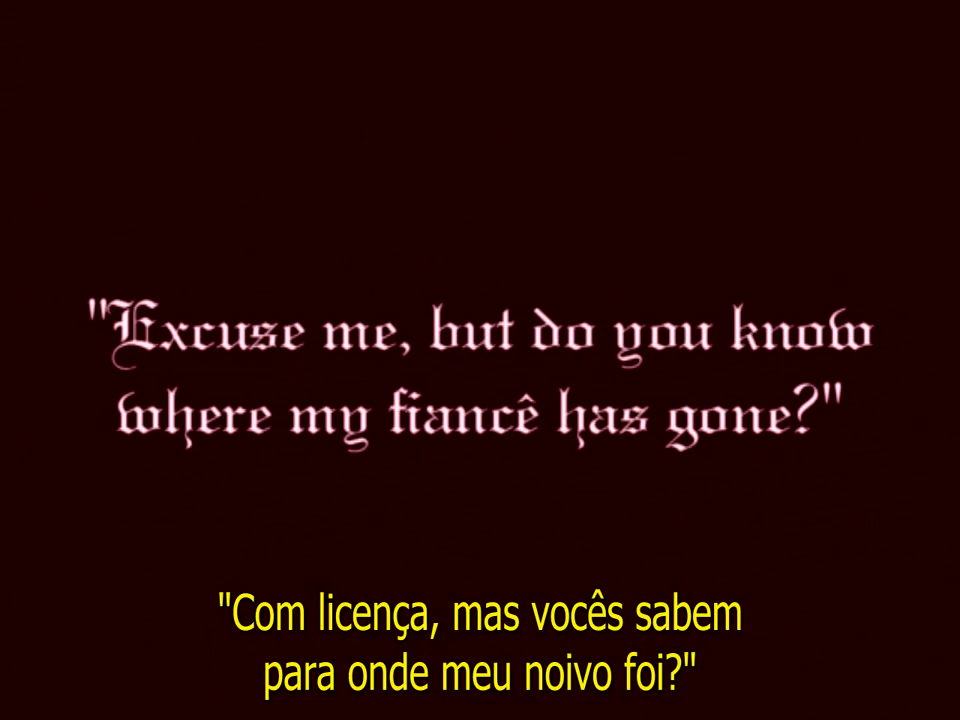 "Excuse me, but do you know
where my fiancê has gone?"
"Com licença, mas vocês sabem
para onde meu noivo foi?"